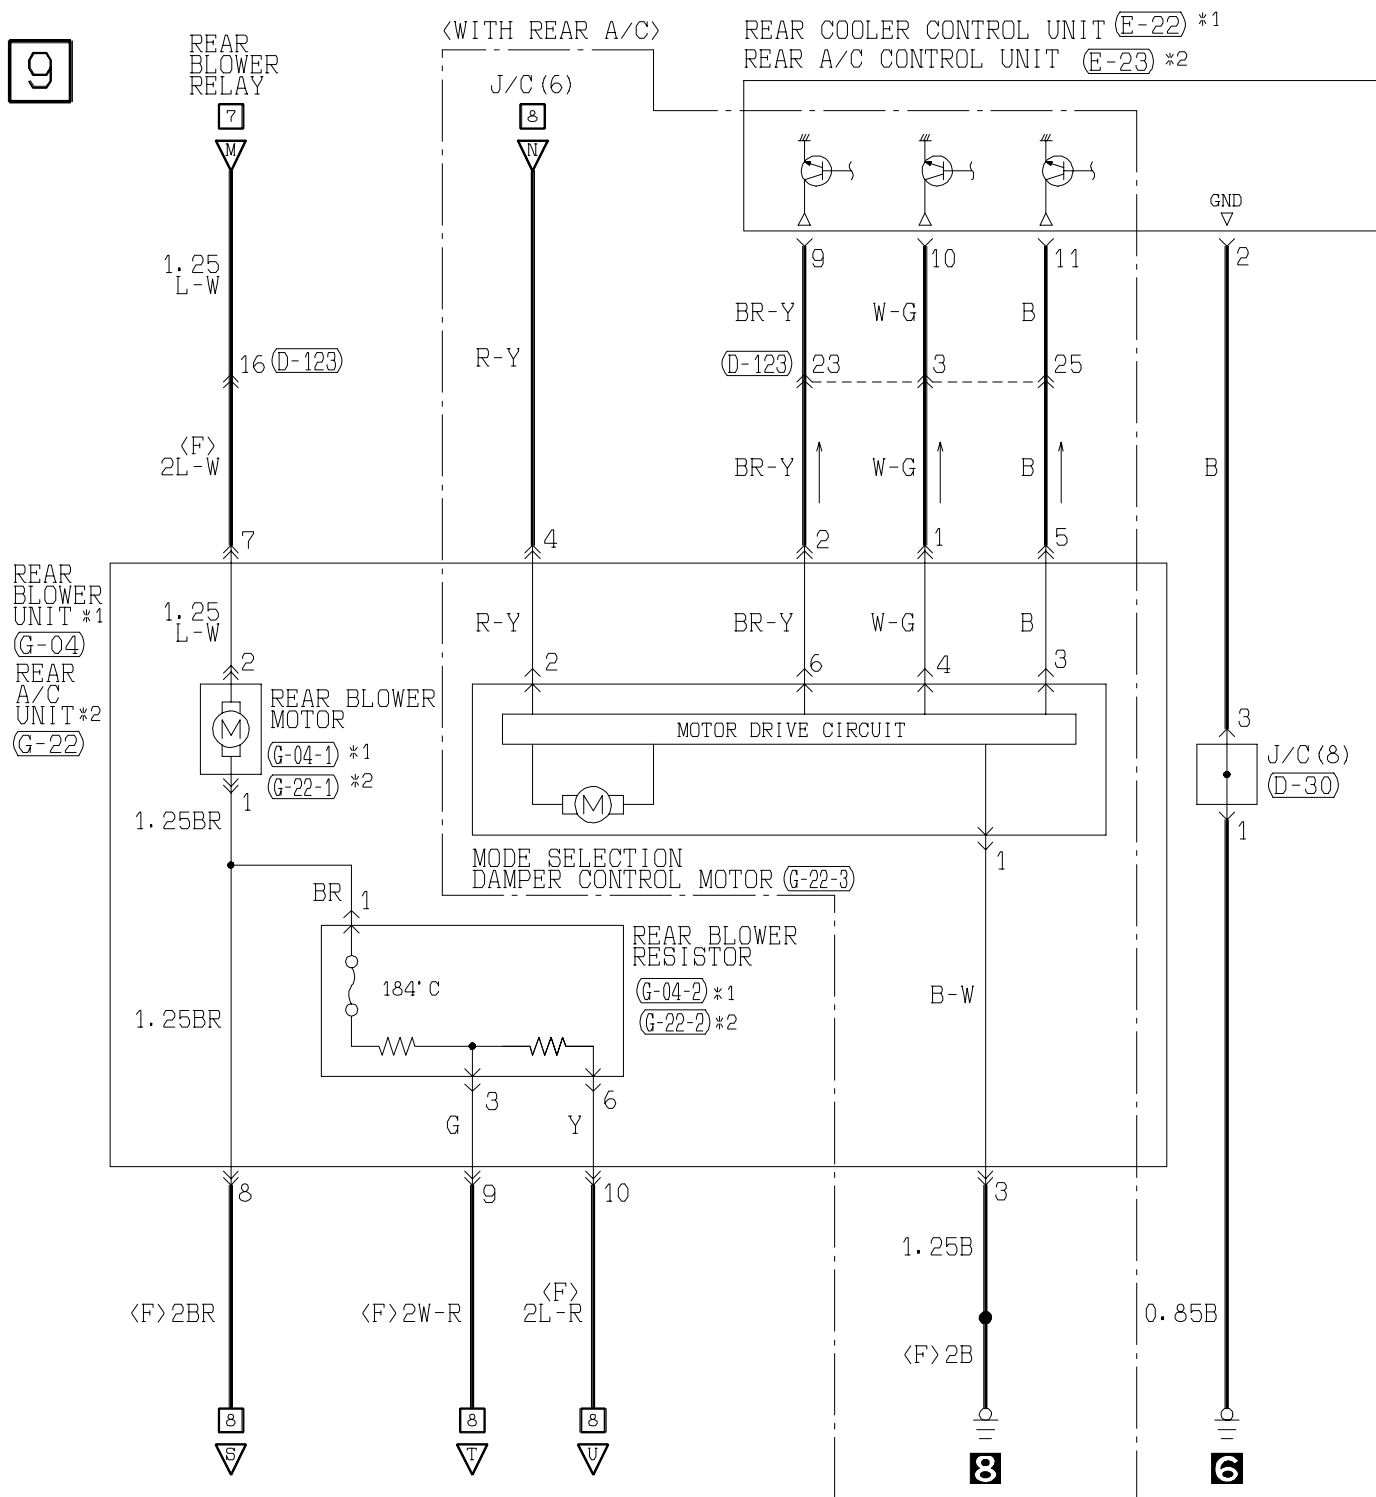 9
REAR
BLOWER
RELAY
7
M
<WITH REAR A/C>
J/C(6)
8
N
REAR COOLER CONTROL UNIT (E-22) *1
REAR A/C CONTROL UNIT (E-23) *2
GND
9
10
11
2
1.25
L-W
BR-Y
W-G
B
16 (D-123)
R-Y
(D-123) 23
3
25
<F>
2L-W
BR-Y
W-G
B
B
7
4
2
1
5
REAR
BLOWER
UNIT *1
(G-04)
REAR
A/C
UNIT*2
(G-22)
1.25
L-W
R-Y
BR-Y
W-G
B
2
2
6
4
3
M
REAR BLOWER
MOTOR
(G-04-1) *1
(G-22-1) *2
1
MOTOR DRIVE CIRCUIT
M
3
J/C(8)
(D-30)
1
1.25BR
MODE SELECTION
DAMPER CONTROL MOTOR (G-22-3)
1
BR
1
184°C
REAR BLOWER
RESISTOR
(G-04-2) *1
(G-22-2) *2
1.25BR
B-W
3
6
G
Y
8
9
10
3
1.25B
<F>2BR
<F>2W-R
<F>
2L-R
0.85B
<F>2B
8
8
8
S
T
U
8
6